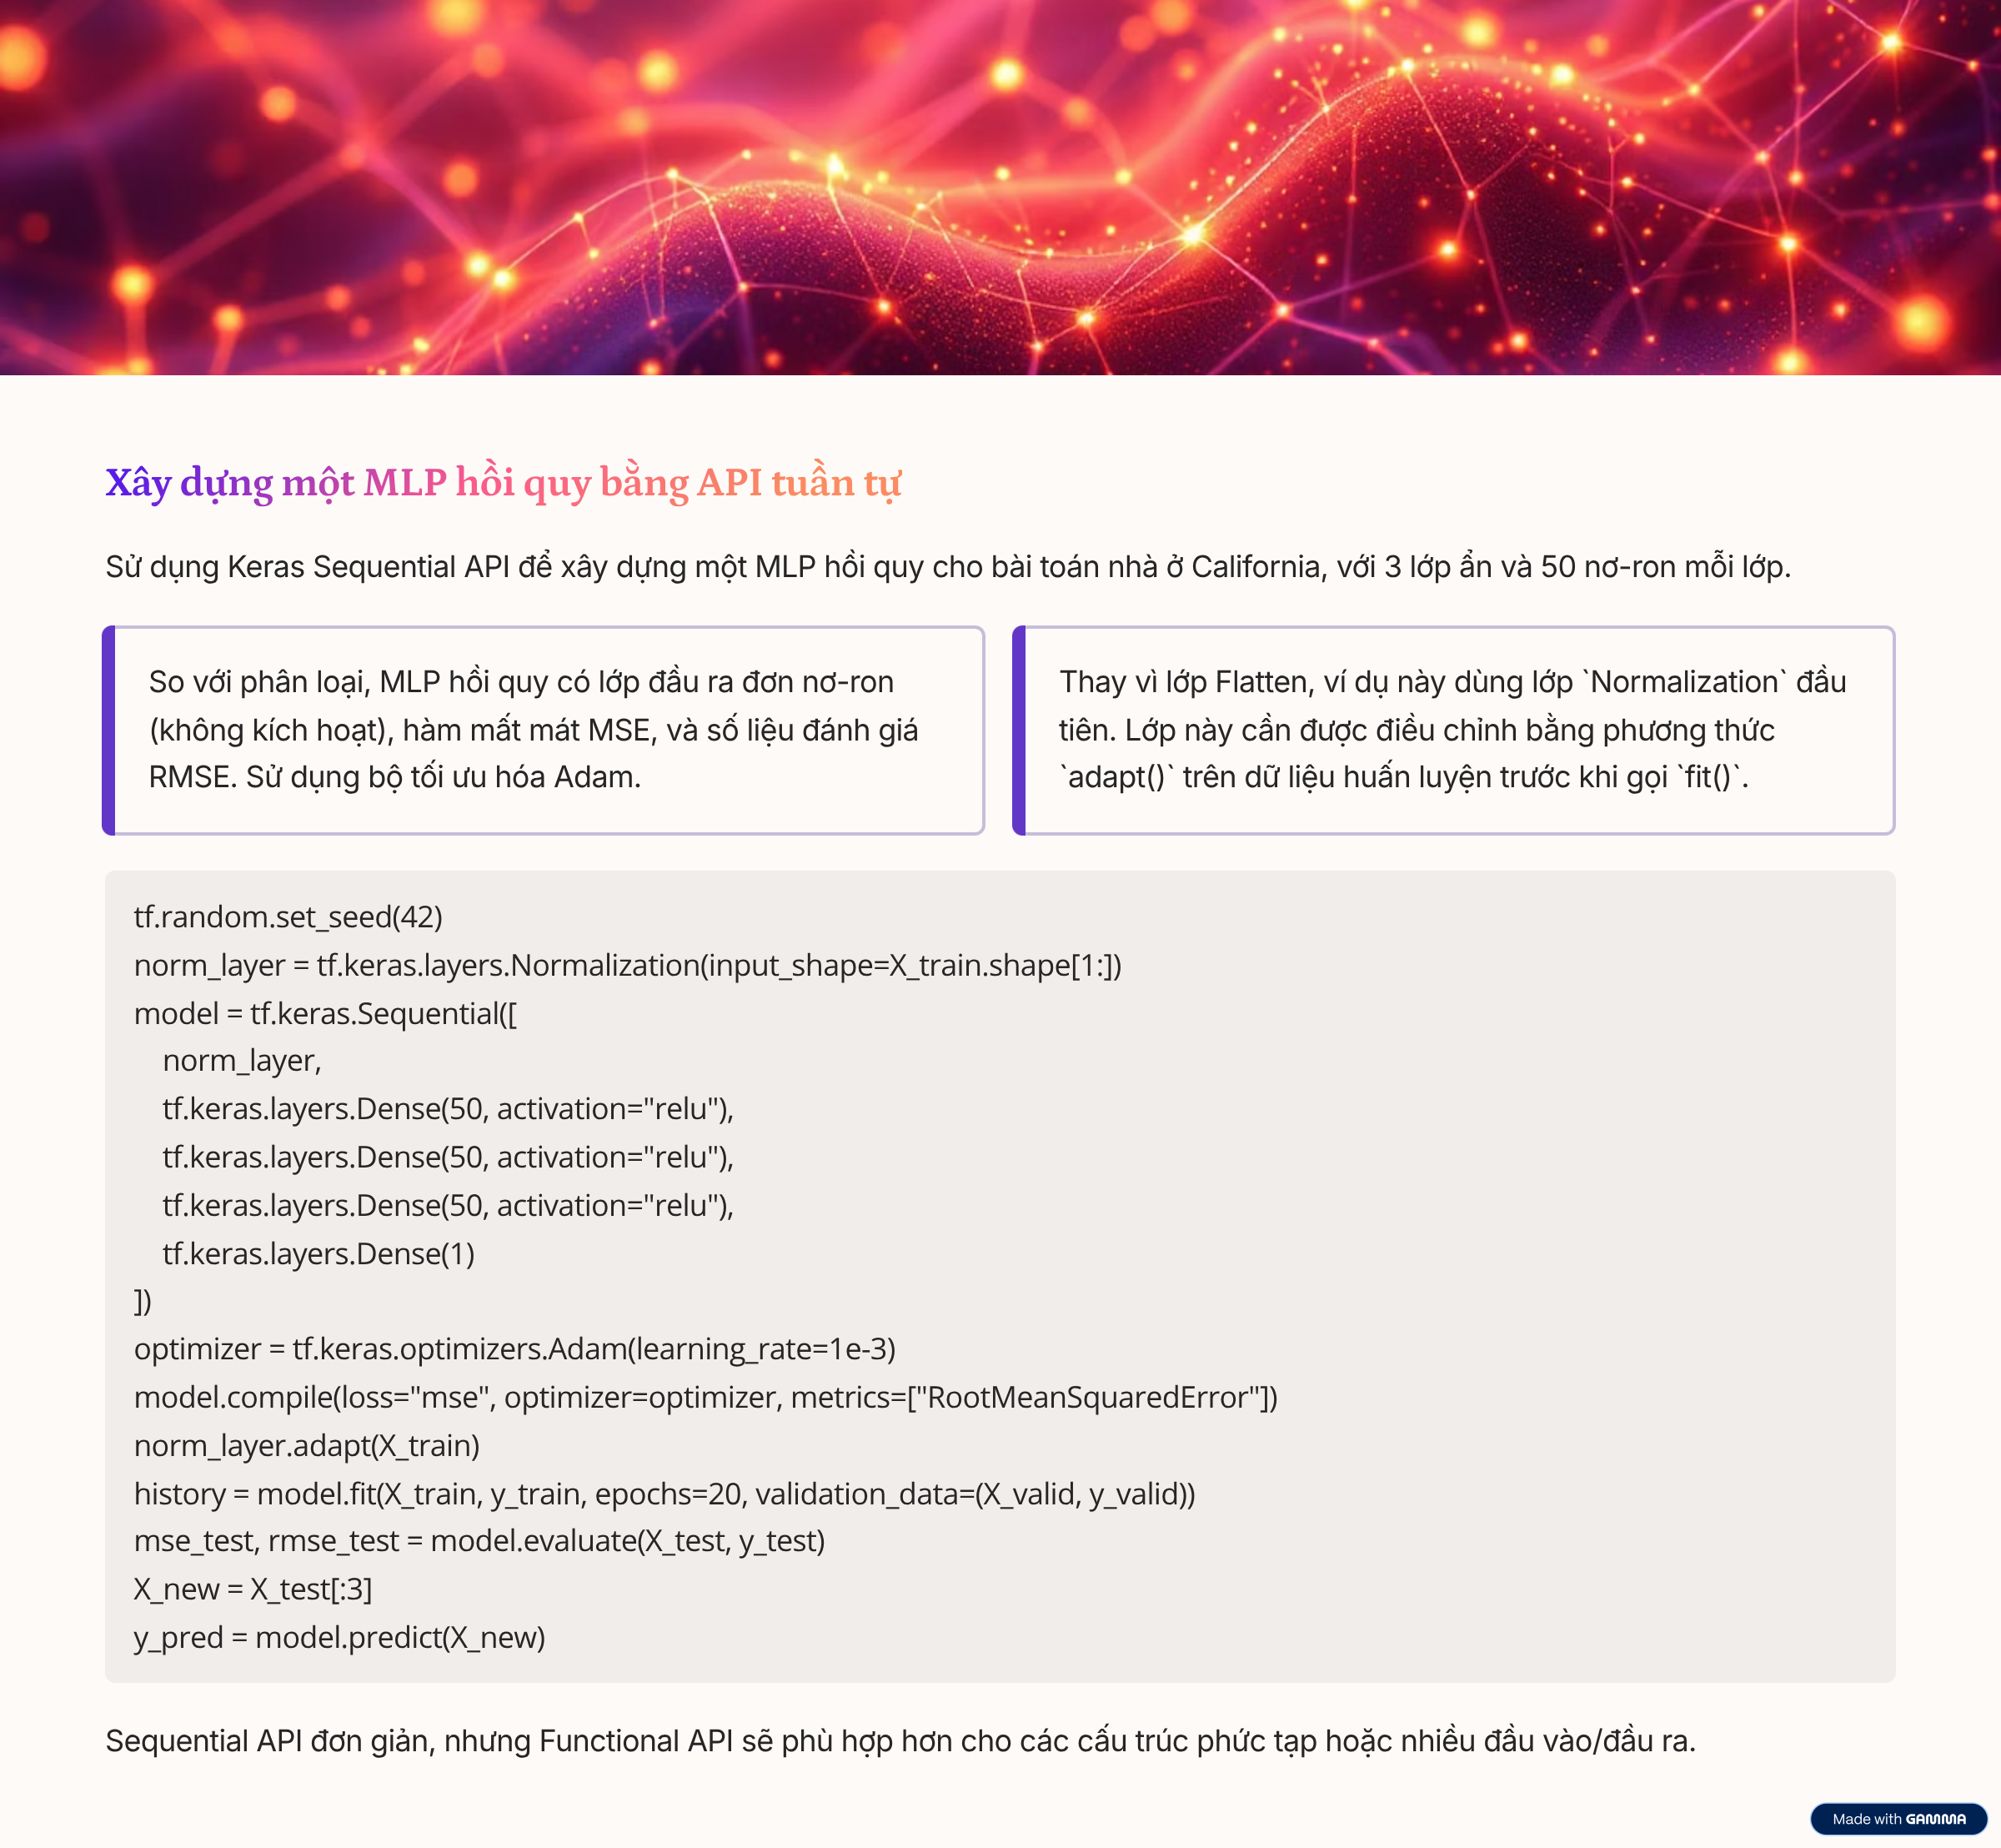 Xây dựng một MLP hồi quy bằng API tuần tự
Sử dụng Keras Sequential API để xây dựng một MLP hồi quy cho bài toán nhà ở California, với 3 lớp ẩn và 50 nơ-ron mỗi lớp.
So với phân loại, MLP hồi quy có lớp đầu ra đơn nơ-ron
(không kích hoạt), hàm mất mát MSE, và số liệu đánh giá
RMSE. Sử dụng bộ tối ưu hóa Adam.
Thay vì lớp Flatten, ví dụ này dùng lớp `Normalization` đầu
tiên. Lớp này cần được điều chỉnh bằng phương thức
`adapt()` trên dữ liệu huấn luyện trước khi gọi `fit()`.
tf.random.set_seed(42)
norm_layer = tf.keras.layers.Normalization(input_shape=X_train.shape[1:])
model = tf.keras.Sequential([
    norm_layer,
    tf.keras.layers.Dense(50, activation="relu"),
    tf.keras.layers.Dense(50, activation="relu"),
    tf.keras.layers.Dense(50, activation="relu"),
    tf.keras.layers.Dense(1)
])
optimizer = tf.keras.optimizers.Adam(learning_rate=1e-3)
model.compile(loss="mse", optimizer=optimizer, metrics=["RootMeanSquaredError"])
norm_layer.adapt(X_train)
history = model.fit(X_train, y_train, epochs=20, validation_data=(X_valid, y_valid))
mse_test, rmse_test = model.evaluate(X_test, y_test)
X_new = X_test[:3]
y_pred = model.predict(X_new)
Sequential API đơn giản, nhưng Functional API sẽ phù hợp hơn cho các cấu trúc phức tạp hoặc nhiều đầu vào/đầu ra.
Made with GAMMA